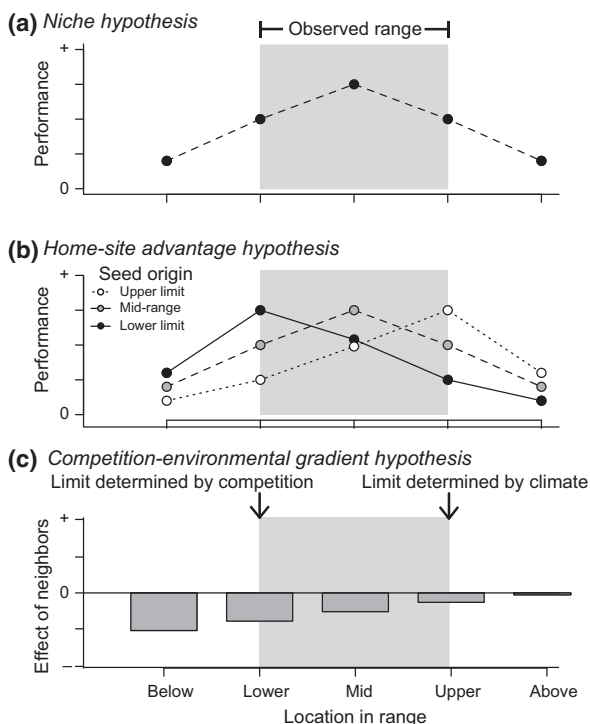 (a) Niche hypothesis
Observed range
+
Performance
0
(b) Home-site advantage hypothesis
+
Seed origin
Upper limit
Mid-range
Lower limit
Performance
0
(c) Competition-environmental gradient hypothesis
Limit determined by competition Limit determined by climate
+
0
Effect of neighbors
–
Below Lower Mid Upper Above
Location in range